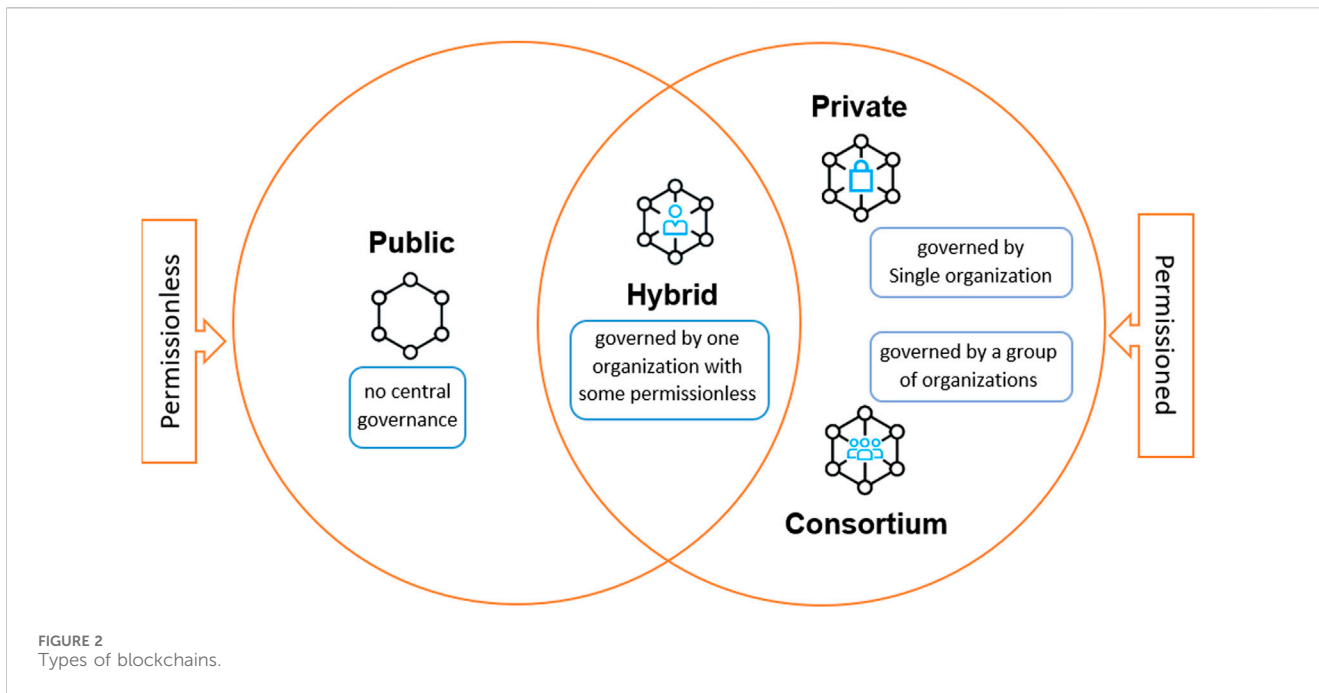 Permissionless
Public
no central
governance
Hybrid
governed by one
organization with
some permissionless
Private
governed by
Single organization
governed by a group
of organizations
Consortium
Permissioned
FIGURE 2
Types of blockchains.